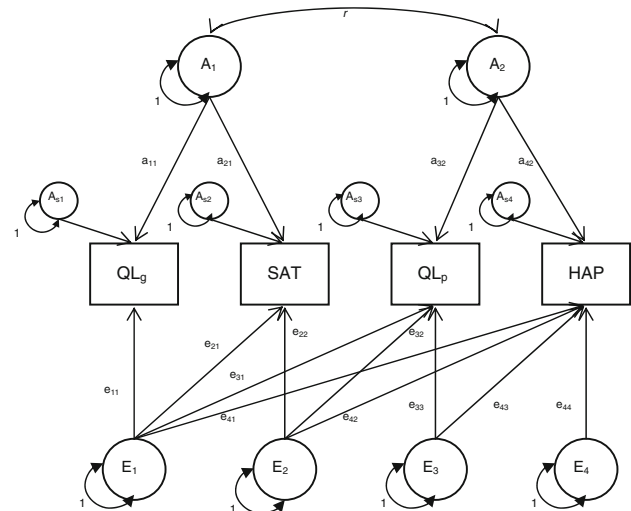 r
A1 A2
1 1
a11 a21 a32 a42
As1 As2 As3 As4
1 1 1 1
QLg SAT QLp HAP
e21 e22 e32
e31
e11 e41 e42 e33 e43 e44
E1 E2 E3 E4
1 1 1 1